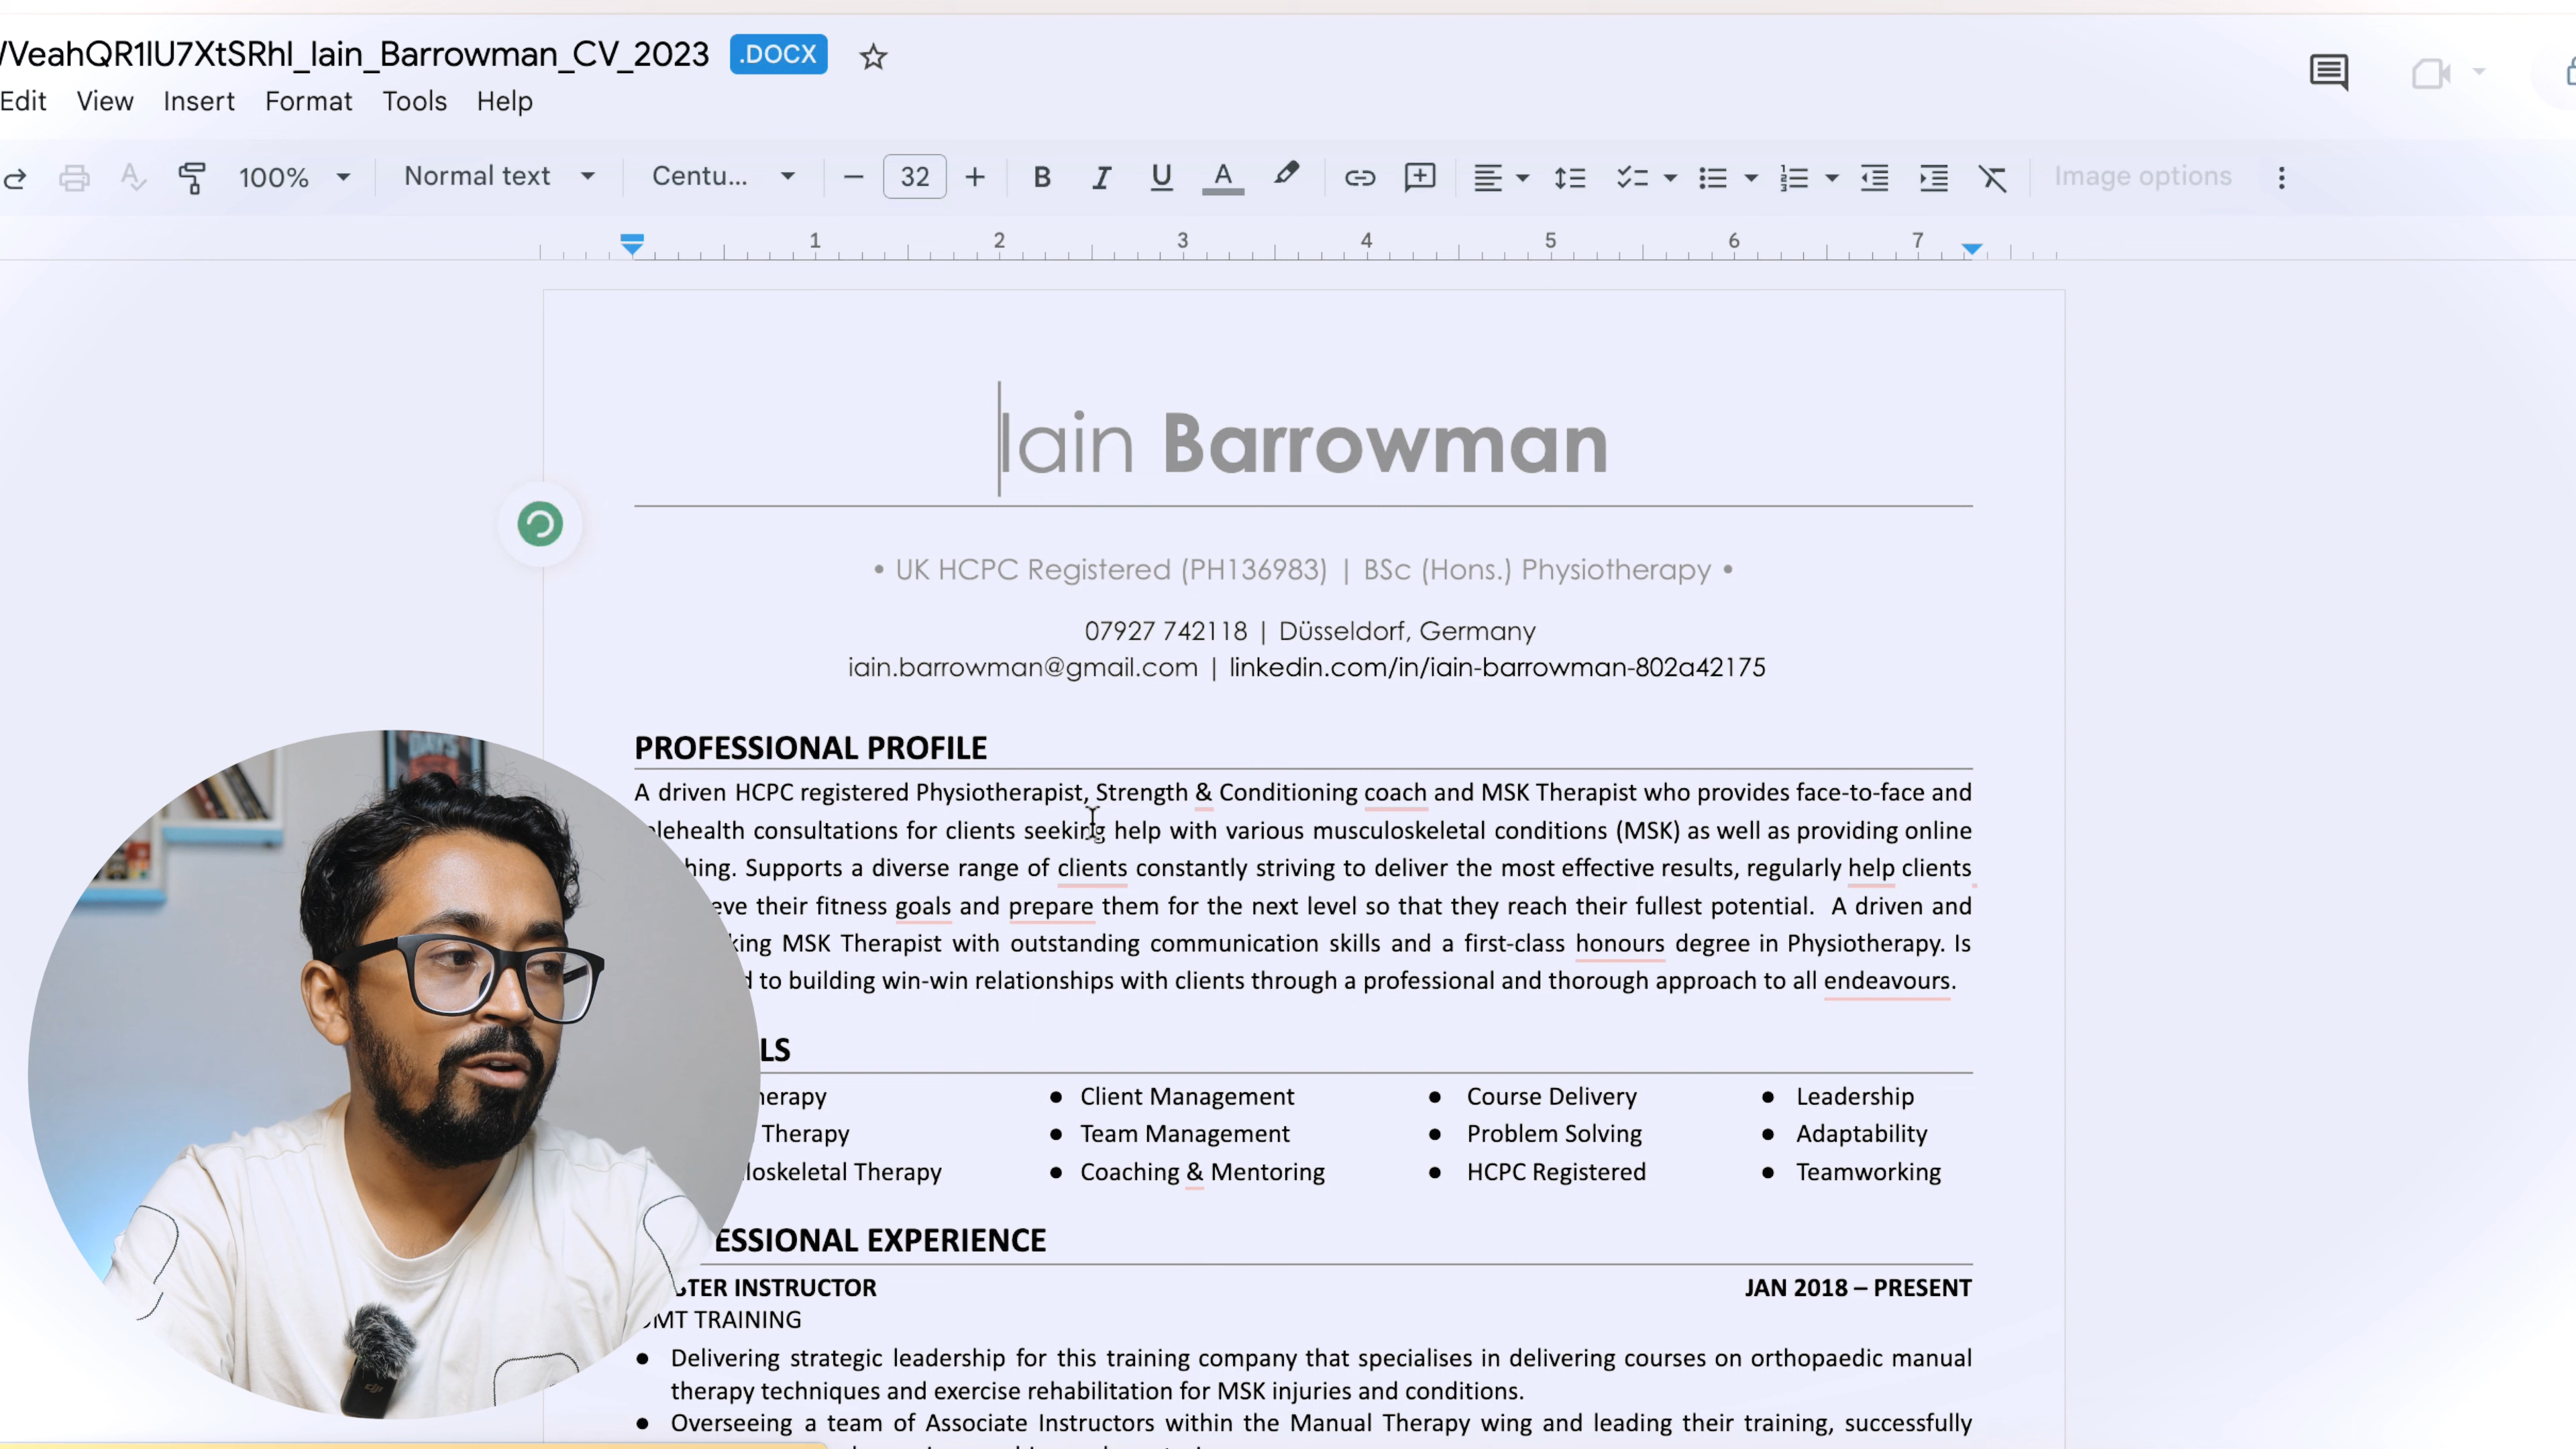 VeahQR1IU7XtSRhl_Iain_Barrowman_CV_2023 .DOCX
Edit View Insert Format Tools Help
100% Normal text Centu... 32 B I U A Image options
1 2 3 4 5 6 7
Iain Barrowman
• UK HCPC Registered (PH136983) | BSc (Hons.) Physiotherapy •
07927 742118 | Düsseldorf, Germany
iain.barrowman@gmail.com | linkedin.com/in/iain-barrowman-802a42175
PROFESSIONAL PROFILE
A driven HCPC registered Physiotherapist, Strength & Conditioning coach and MSK Therapist who provides face-to-face and
consultations for clients seeking help with various musculoskeletal conditions (MSK) as well as providing online
Supports a diverse range of clients constantly striving to deliver the most effective results, regularly help clients
their fitness goals and prepare them for the next level so that they reach their fullest potential. A driven and
MSK Therapist with outstanding communication skills and a first-class honours degree in Physiotherapy. Is
to building win-win relationships with clients through a professional and thorough approach to all endeavours.
DAYS
LS
herapy • Client Management • Course Delivery • Leadership
Therapy • Team Management • Problem Solving • Adaptability
loskeletal Therapy • Coaching & Mentoring • HCPC Registered • Teamworking
ESSIONAL EXPERIENCE
TER INSTRUCTOR JAN 2018 – PRESENT
MT TRAINING
• Delivering strategic leadership for this training company that specialises in delivering courses on orthopaedic manual
therapy techniques and exercise rehabilitation for MSK injuries and conditions.
• Overseeing a team of Associate Instructors within the Manual Therapy wing and leading their training, successfully
dji